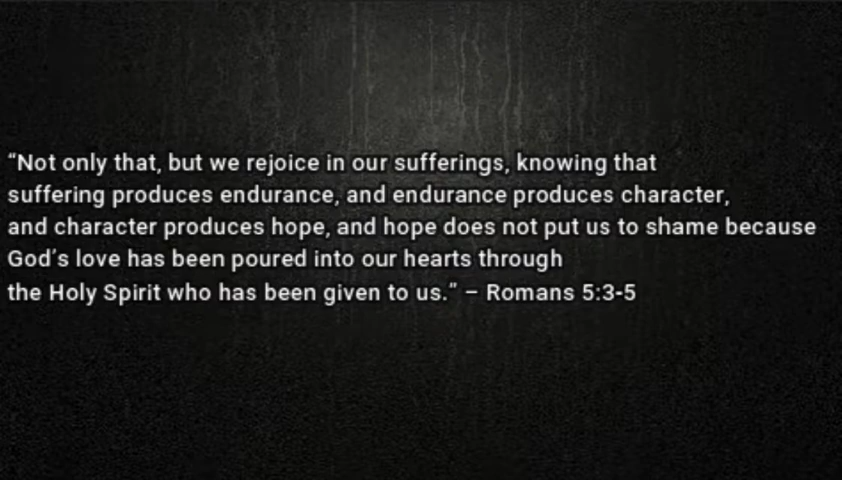 “Not only that, but we rejoice in our sufferings, knowing that
suffering produces endurance, and endurance produces character,
and character produces hope, and hope does not put us to shame because
God’s love has been poured into our hearts through
the Holy Spirit who has been given to us.” – Romans 5:3-5